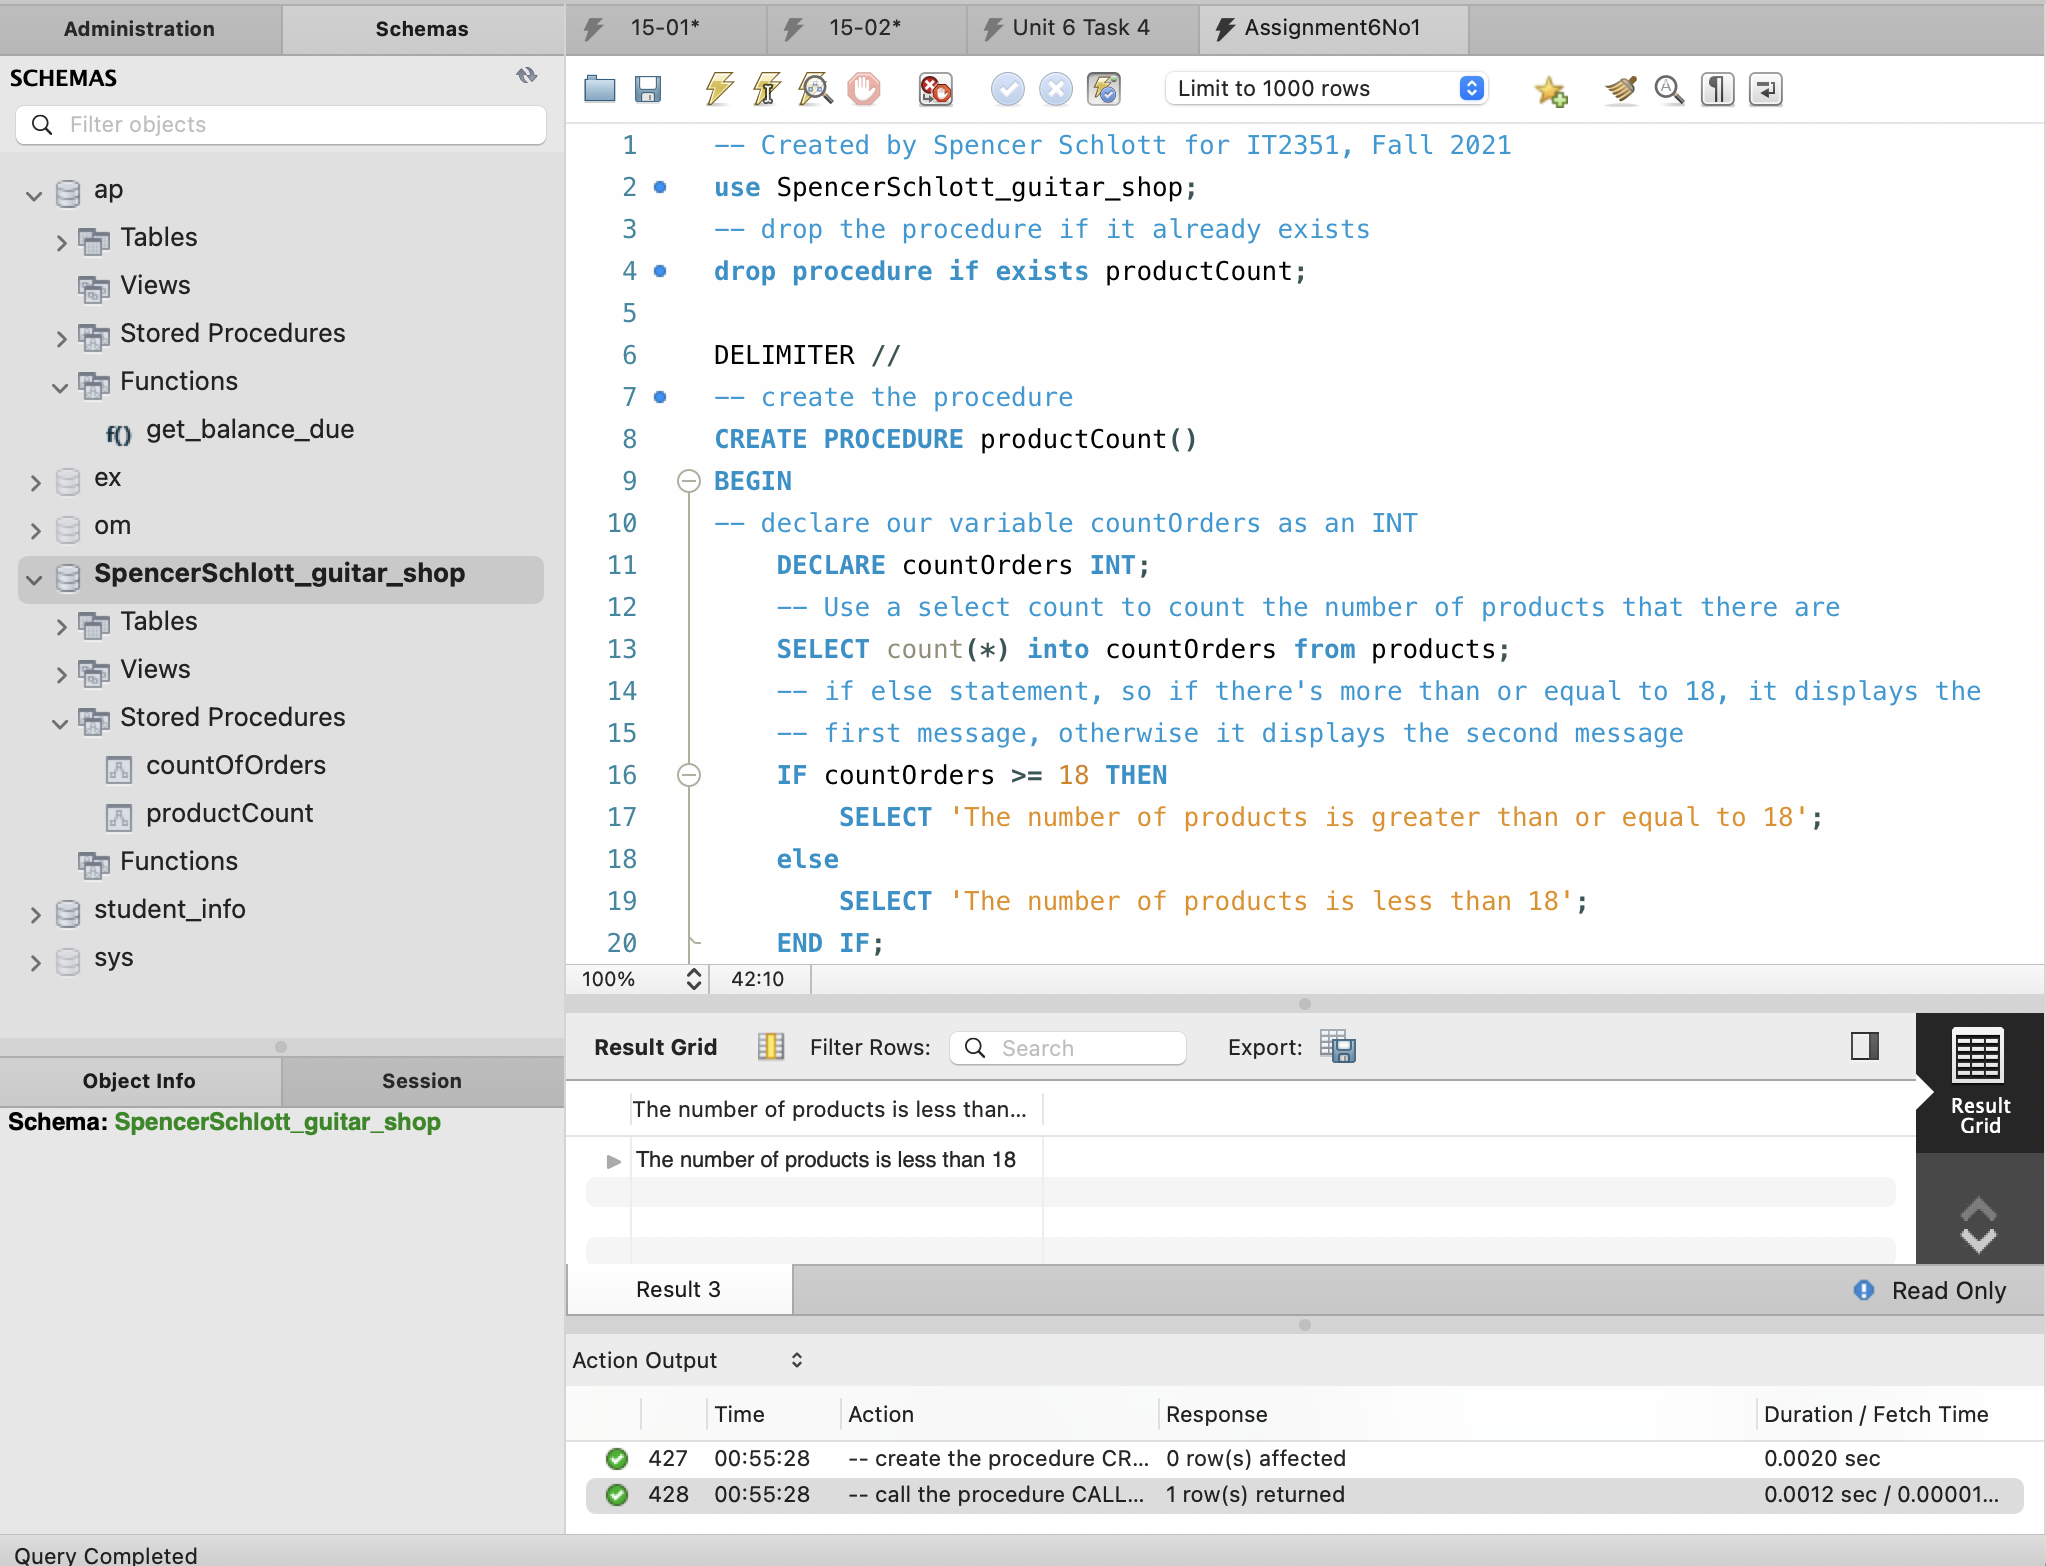 Administration
Schemas
SCHEMAS
Filter objects
ap
Tables
Views
Stored Procedures
Functions
f() get_balance_due
ex
om
SpencerSchlott_guitar_shop
Tables
Views
Stored Procedures
countOfOrders
productCount
Functions
student_info
sys
Object Info
Session
Schema: SpencerSchlott_guitar_shop
Query Completed
15-01*
15-02*
Unit 6 Task 4
Assignment6No1
Limit to 1000 rows
1 -- Created by Spencer Schlott for IT2351, Fall 2021
2 use SpencerSchlott_guitar_shop;
3 -- drop the procedure if it already exists
4 drop procedure if exists productCount;
5
6 DELIMITER //
7 -- create the procedure
8 CREATE PROCEDURE productCount()
9 BEGIN
10 -- declare our variable countOrders as an INT
11 DECLARE countOrders INT;
12 -- Use a select count to count the number of products that there are
13 SELECT count(*) into countOrders from products;
14 -- if else statement, so if there's more than or equal to 18, it displays the
15 -- first message, otherwise it displays the second message
16 IF countOrders >= 18 THEN
17 SELECT 'The number of products is greater than or equal to 18';
18 else
19 SELECT 'The number of products is less than 18';
20 END IF;
100% 42:10
Result Grid Filter Rows: Search Export:
Result
Grid
The number of products is less than...
The number of products is less than 18
Result 3
Read Only
Action Output
Time Action Response Duration / Fetch Time
427 00:55:28 -- create the procedure CR... 0 row(s) affected 0.0020 sec
428 00:55:28 -- call the procedure CALL... 1 row(s) returned 0.0012 sec / 0.00001...